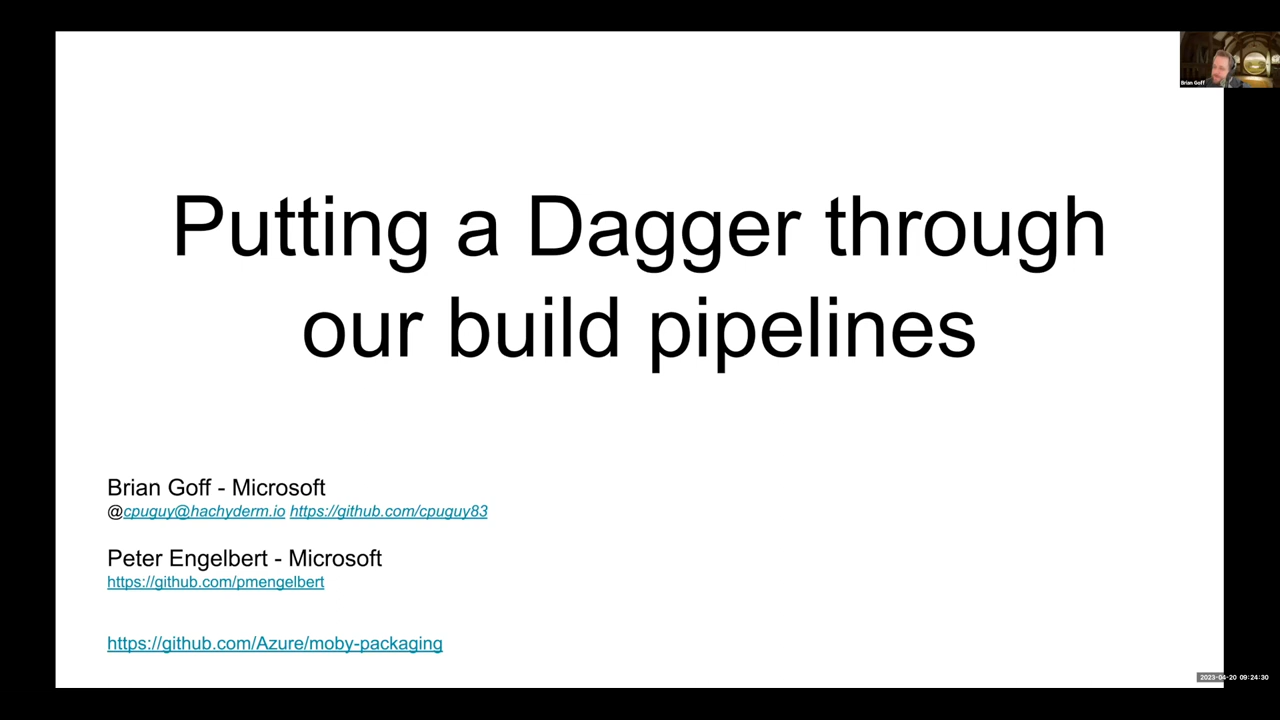 Brian Goff
Putting a Dagger through
our build pipelines
Brian Goff - Microsoft
@cpuguy@hachyderm.io https://github.com/cpuguy83
Peter Engelbert - Microsoft
https://github.com/pmengelbert
https://github.com/Azure/moby-packaging
2023-04-20 09:24:30